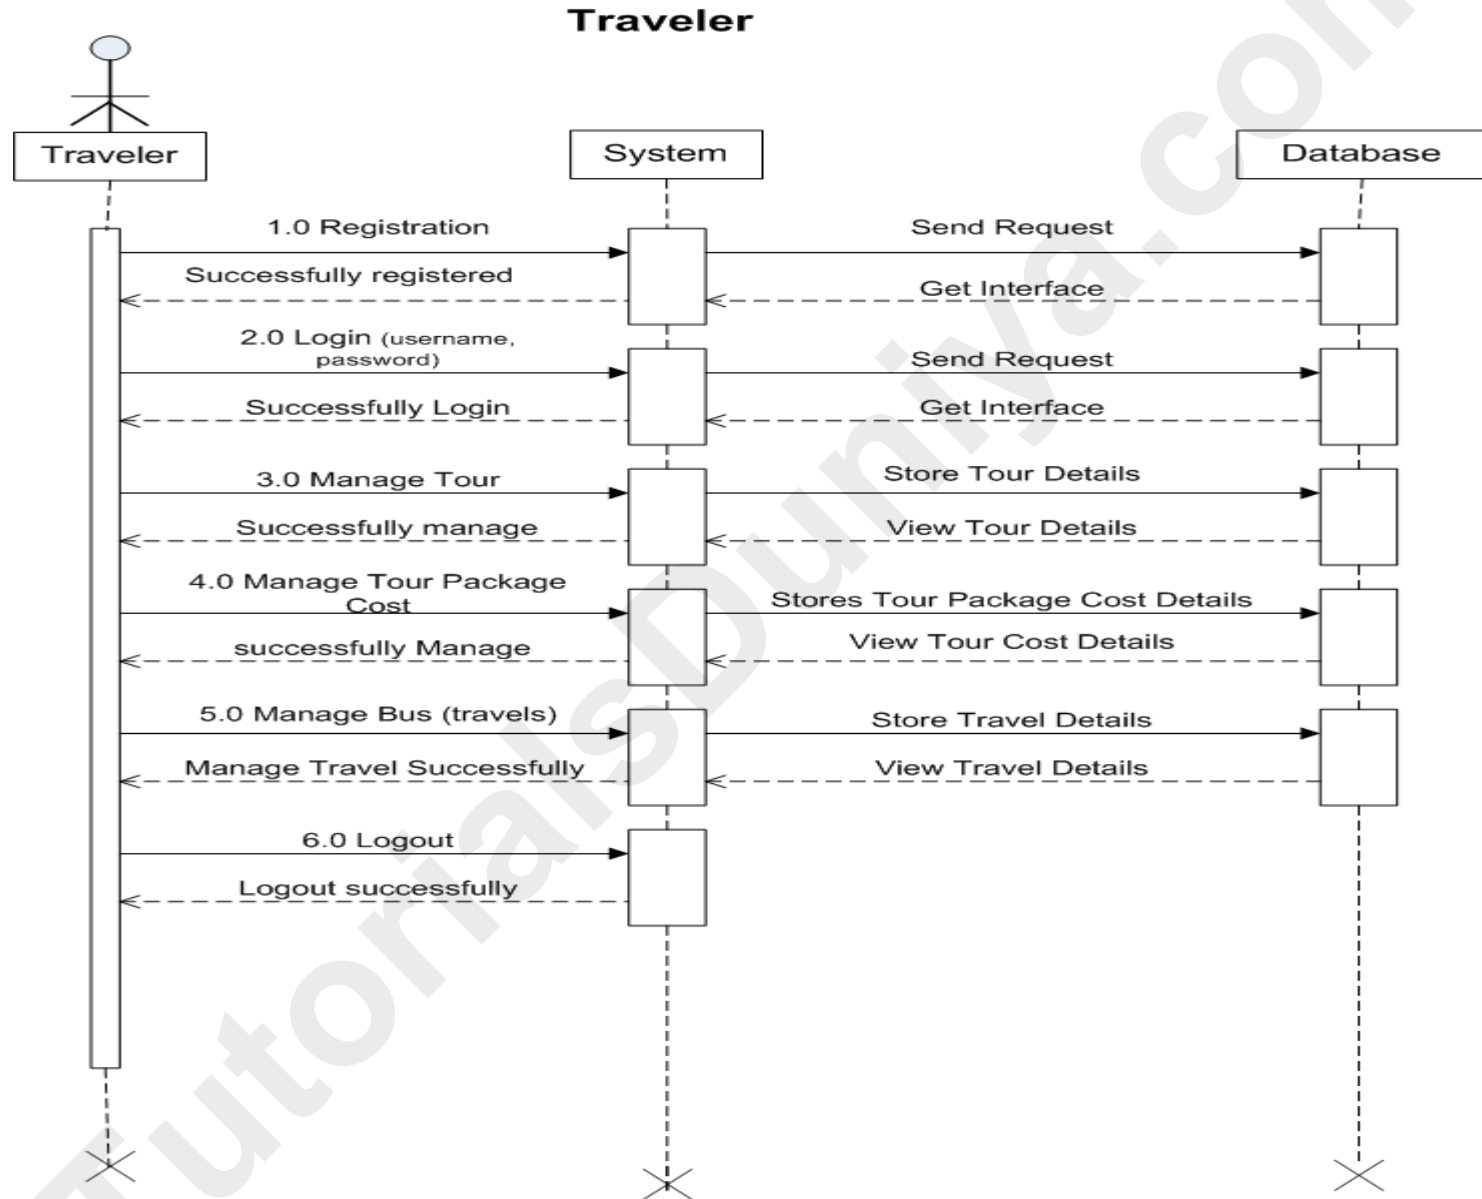 Traveler
Traveler
System
Database
1.0 Registration
Send Request
Successfully registered
Get Interface
2.0 Login (username,
password)
Send Request
Successfully Login
Get Interface
3.0 Manage Tour
Store Tour Details
Successfully manage
View Tour Details
4.0 Manage Tour Package
Cost
Stores Tour Package Cost Details
successfully Manage
View Tour Cost Details
5.0 Manage Bus (travels)
Store Travel Details
Manage Travel Successfully
View Travel Details
6.0 Logout
Logout successfully
TutorialsDuniya.com